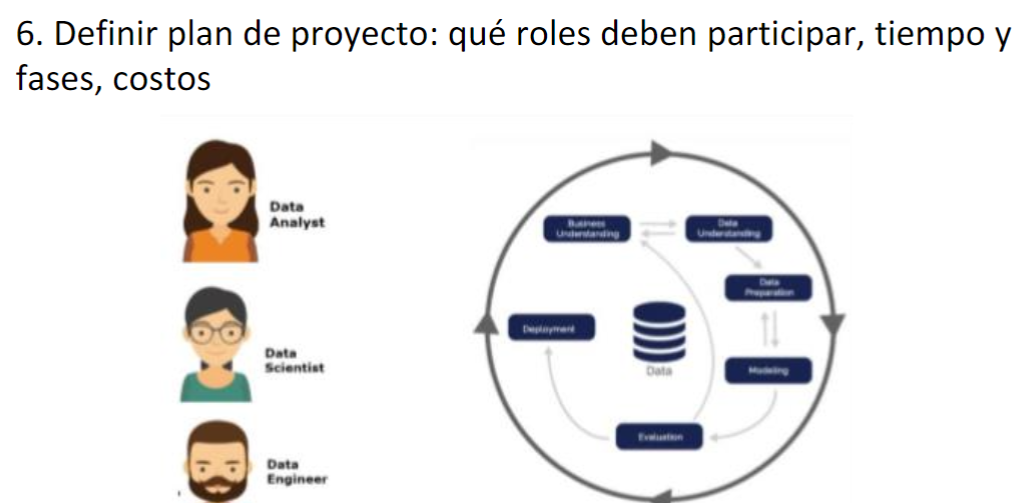 6. Definir plan de proyecto: qué roles deben participar, tiempo y
fases, costos
Data
Analyst
Data
Scientist
Data
Engineer
Business
Understanding
Data
Understanding
Data
Preparation
Deployment
Data
Modeling
Evaluation